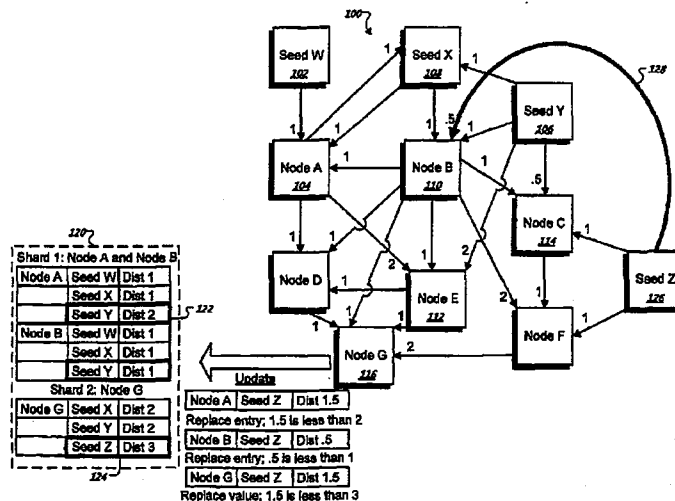 100
Seed W
102
Seed X
108
Seed Y
106
128
1
1
1
1
1
.5
1
Node A
104
1
Node B
110
1
.5
Node C
114
1
Seed Z
126
1
1
2
1
2
1
2
1
Node D
1
Node E
112
Node F
1
1
1
1
Node G
116
2
120
Shard 1: Node A and Node B
Node A Seed W Dist 1
Seed X Dist 1
Seed Y Dist 2
122
Node B Seed W Dist 1
Seed X Dist 1
Seed Y Dist 1
Shard 2: Node G
Node G Seed X Dist 2
Seed Y Dist 2
Seed Z Dist 3
124
Update
Node A Seed Z Dist 1.5
Replace entry; 1.5 is less than 2
Node B Seed Z Dist .5
Replace entry; .5 is less than 1
Node G Seed Z Dist 1.5
Replace value; 1.5 is less than 3